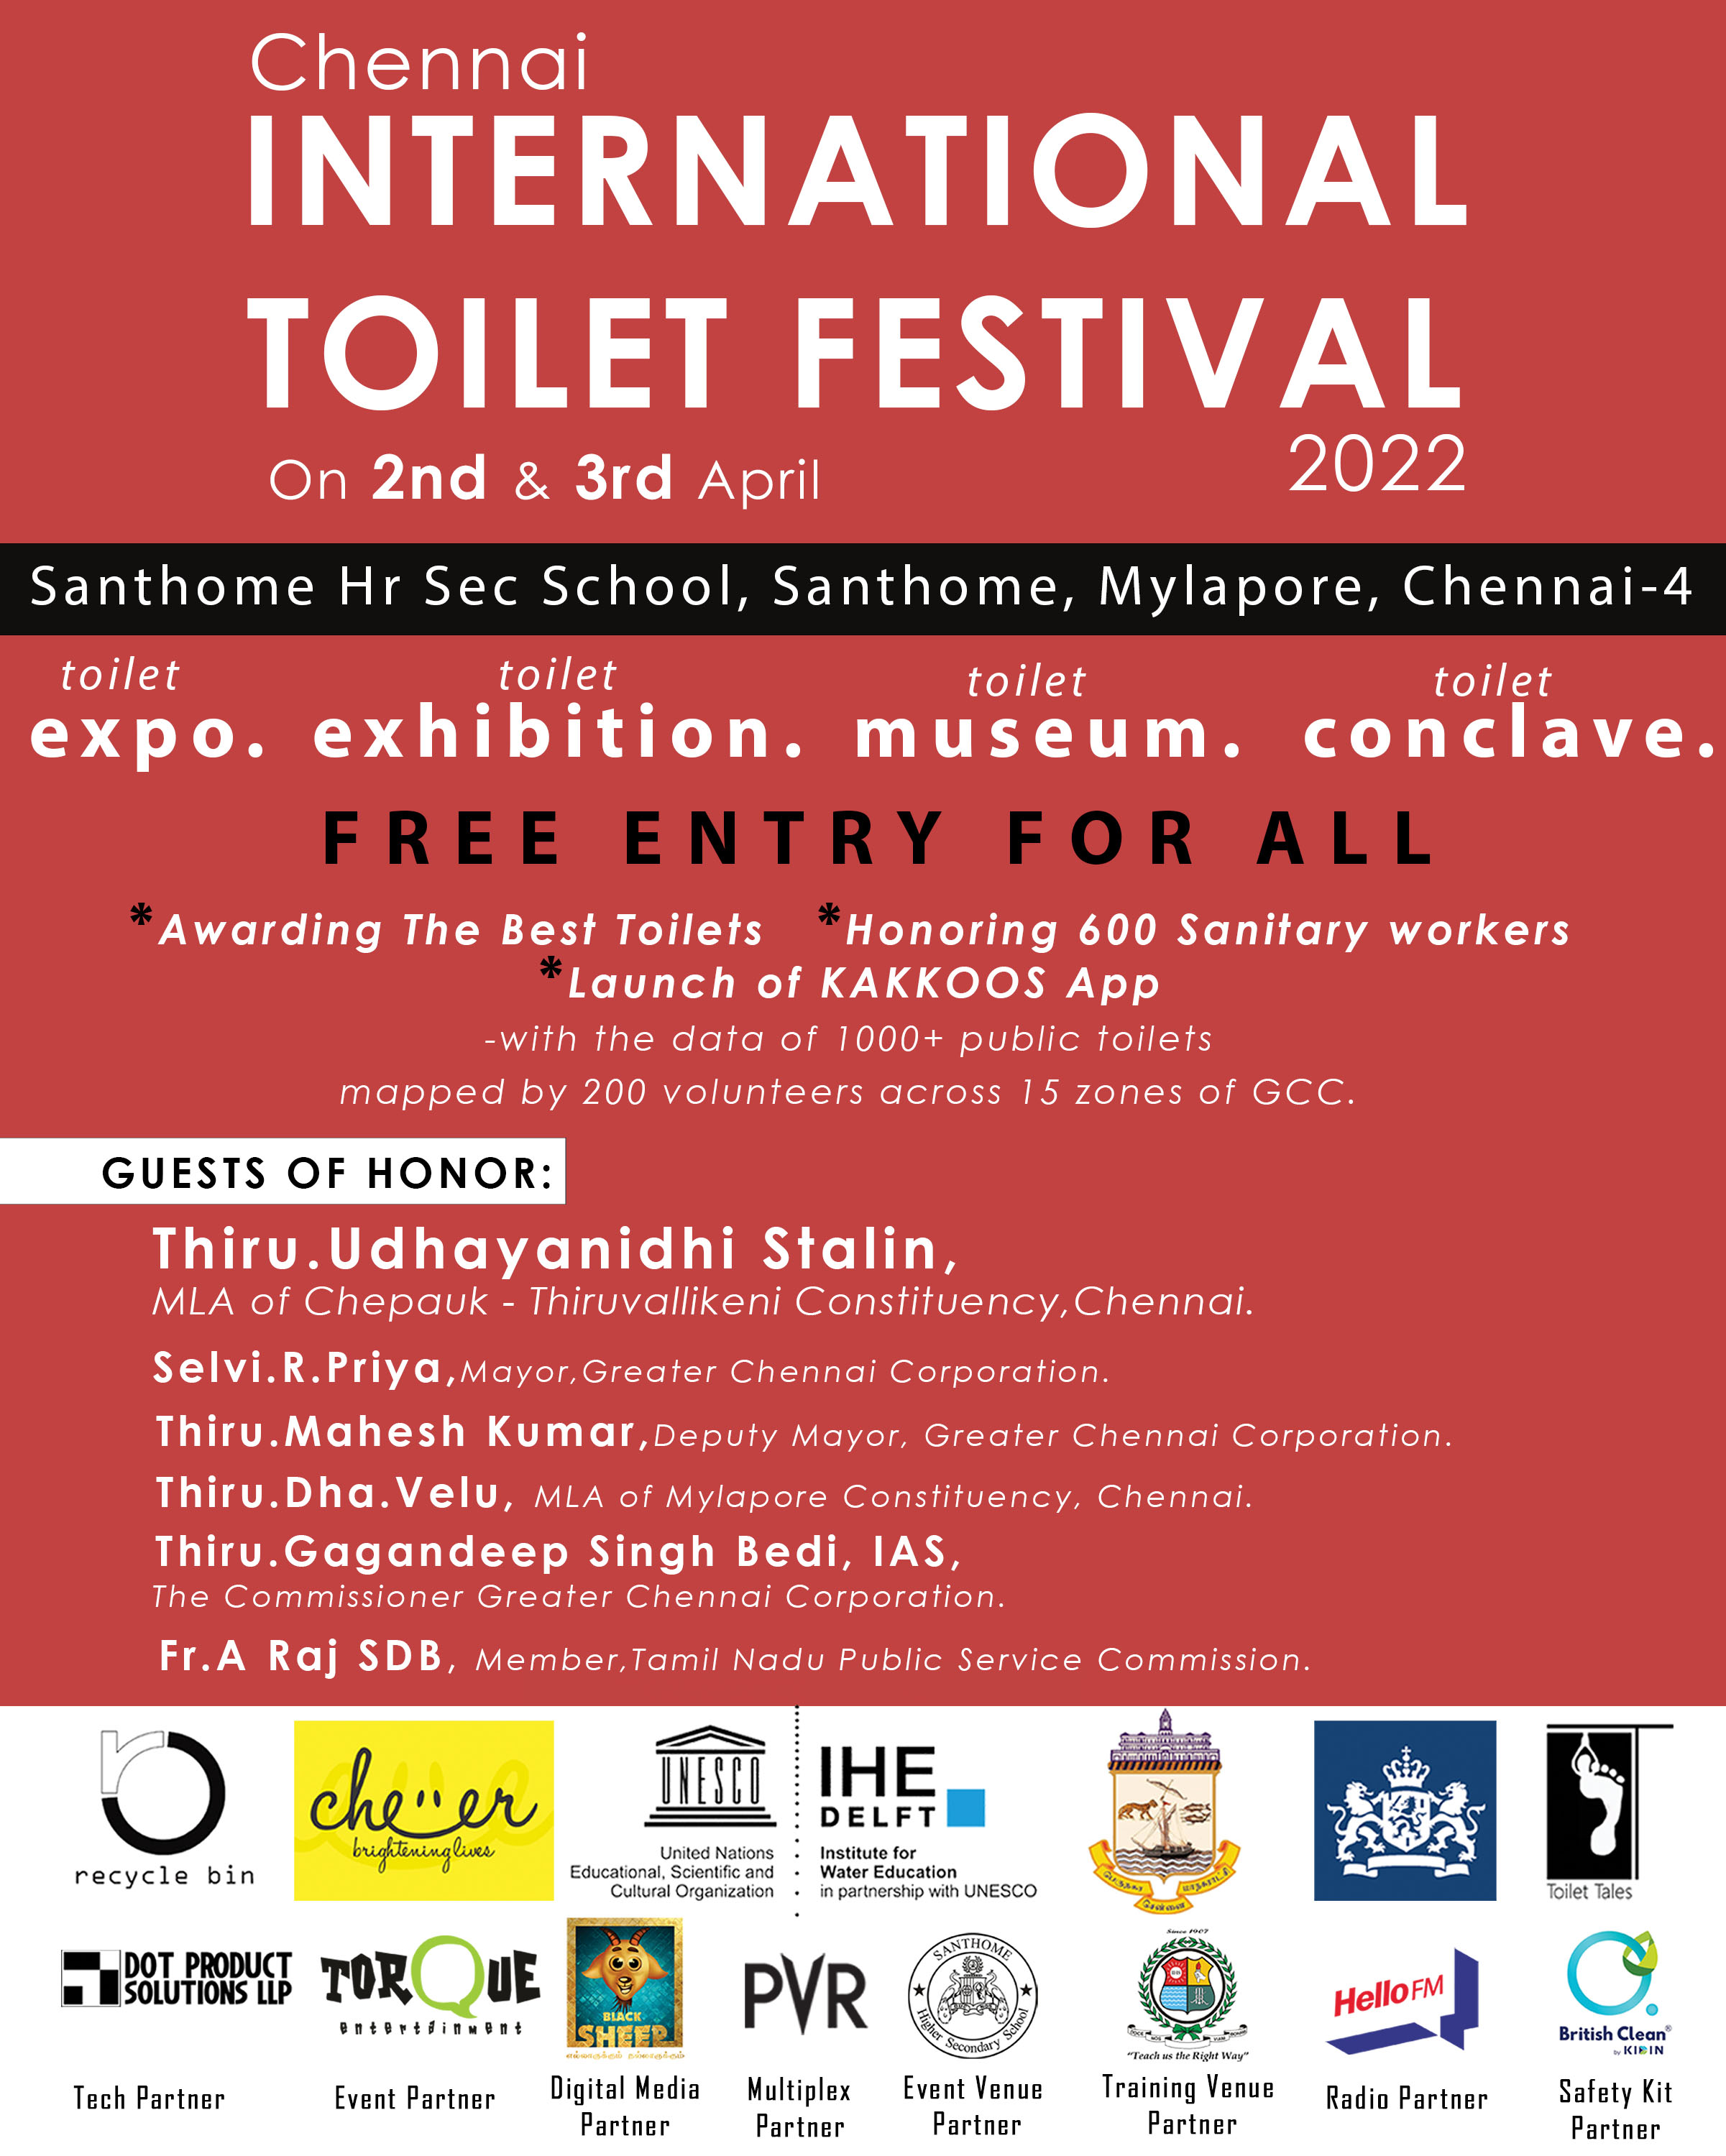 Chennai
INTERNATIONAL
TOILET FESTIVAL
On 2nd & 3rd April
2022
Santhome Hr Sec School, Santhome, Mylapore, Chennai-4
toilet toilet toilet toilet
expo. exhibition. museum. conclave.
FREE ENTRY FOR ALL
*Awarding The Best Toilets *Honoring 600 Sanitary workers
*Launch of KAKKOOS App
-with the data of 1000+ public toilets
mapped by 200 volunteers across 15 zones of GCC.
GUESTS OF HONOR:
Thiru.Udhayanidhi Stalin,
MLA of Chepauk - Thiruvallikeni Constituency,Chennai.
Selvi.R.Priya,Mayor,Greater Chennai Corporation.
Thiru.Mahesh Kumar,Deputy Mayor, Greater Chennai Corporation.
Thiru.Dha.Velu, MLA of Mylapore Constituency, Chennai.
Thiru.Gagandeep Singh Bedi, IAS,
The Commissioner Greater Chennai Corporation.
Fr.A Raj SDB, Member,Tamil Nadu Public Service Commission.
recycle bin
cheer
brightening lives
UNESCO
United Nations
Educational, Scientific and
Cultural Organization
IHE
DELFT
Institute for
Water Education
in partnership with UNESCO
பெருநகர சென்னை மாநகராட்சி
Toilet Tales
DOT PRODUCT
SOLUTIONS LLP
Tech Partner
TORQUE
entertainment
Event Partner
BLACK
SHEEP
எல்லாருக்கும் நல்லாருக்கும்
Digital Media
Partner
PVR
Multiplex
Partner
SANTHOME
Higher Secondary School
Event Venue
Partner
Since 1907
"Teach us the Right Way"
Training Venue
Partner
Hello FM
Radio Partner
British Clean®
by KIDIN
Safety Kit
Partner